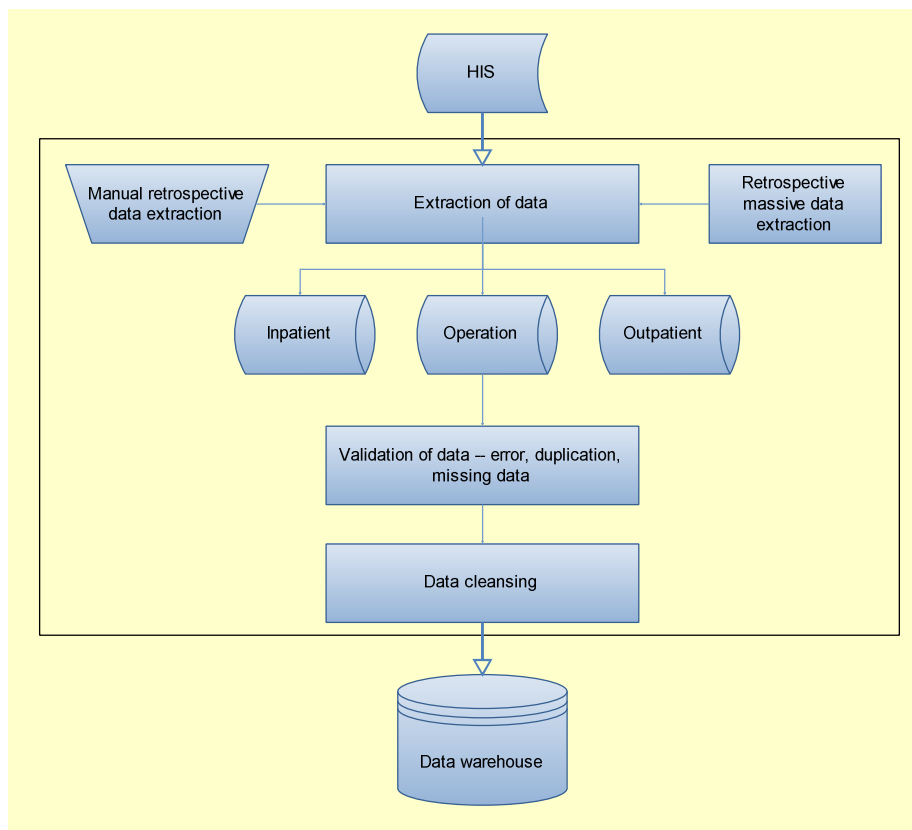 HIS
Manual retrospective
data extraction
Extraction of data
Retrospective
massive data
extraction
Inpatient
Operation
Outpatient
Validation of data -- error, duplication,
missing data
Data cleansing
Data warehouse